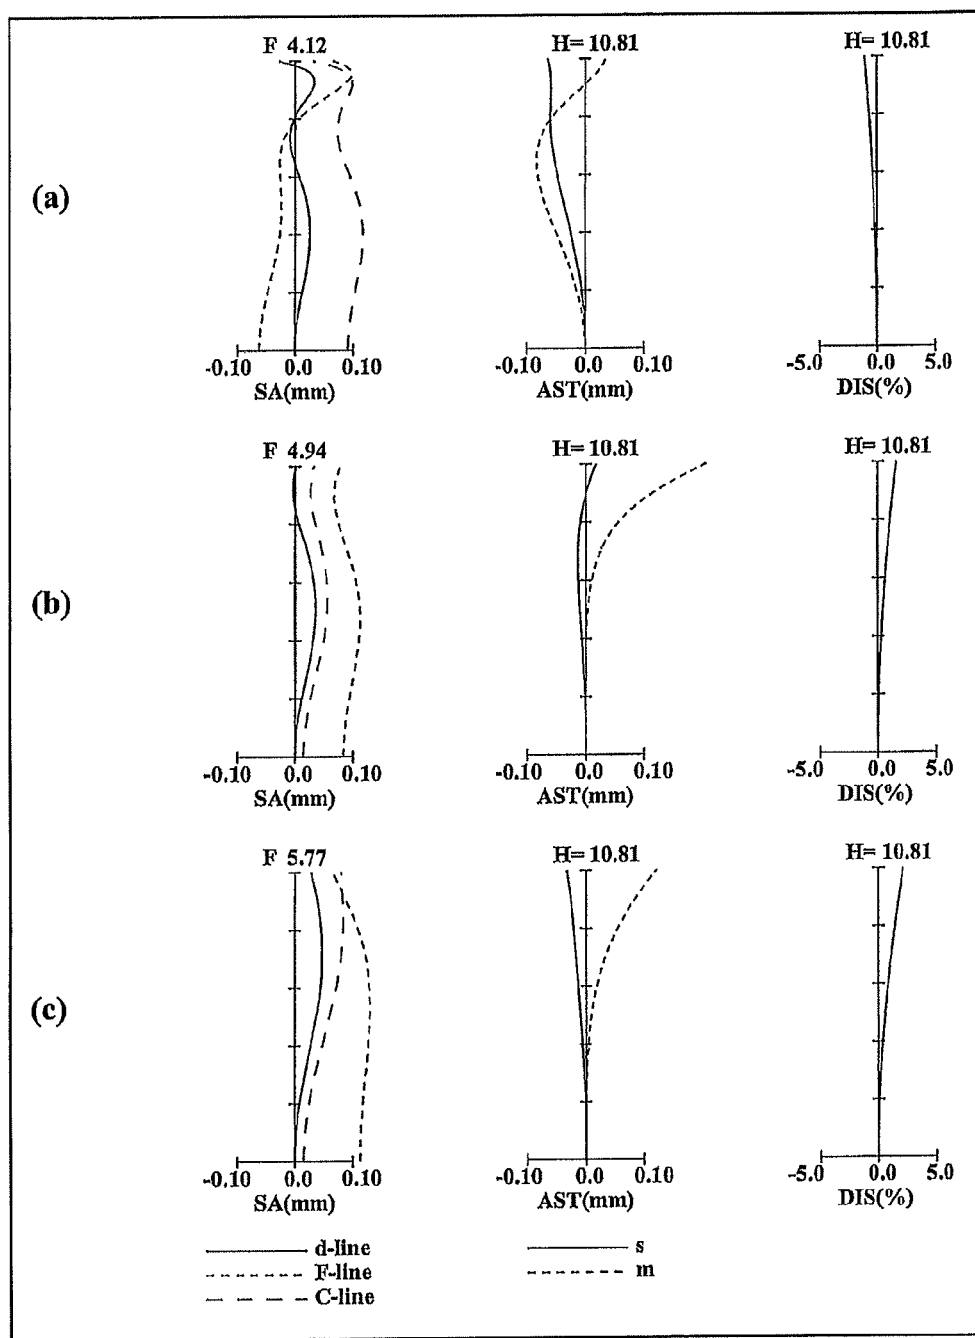 F 4.12 H= 10.81 H= 10.81
(a)
-0.10 0.0 0.10 -0.10 0.0 0.10 -5.0 0.0 5.0
SA(mm) AST(mm) DIS(%)
F 4.94 H= 10.81 H= 10.81
(b)
-0.10 0.0 0.10 -0.10 0.0 0.10 -5.0 0.0 5.0
SA(mm) AST(mm) DIS(%)
F 5.77 H= 10.81 H= 10.81
(c)
-0.10 0.0 0.10 -0.10 0.0 0.10 -5.0 0.0 5.0
SA(mm) AST(mm) DIS(%)
d-line s
F-line m
C-line